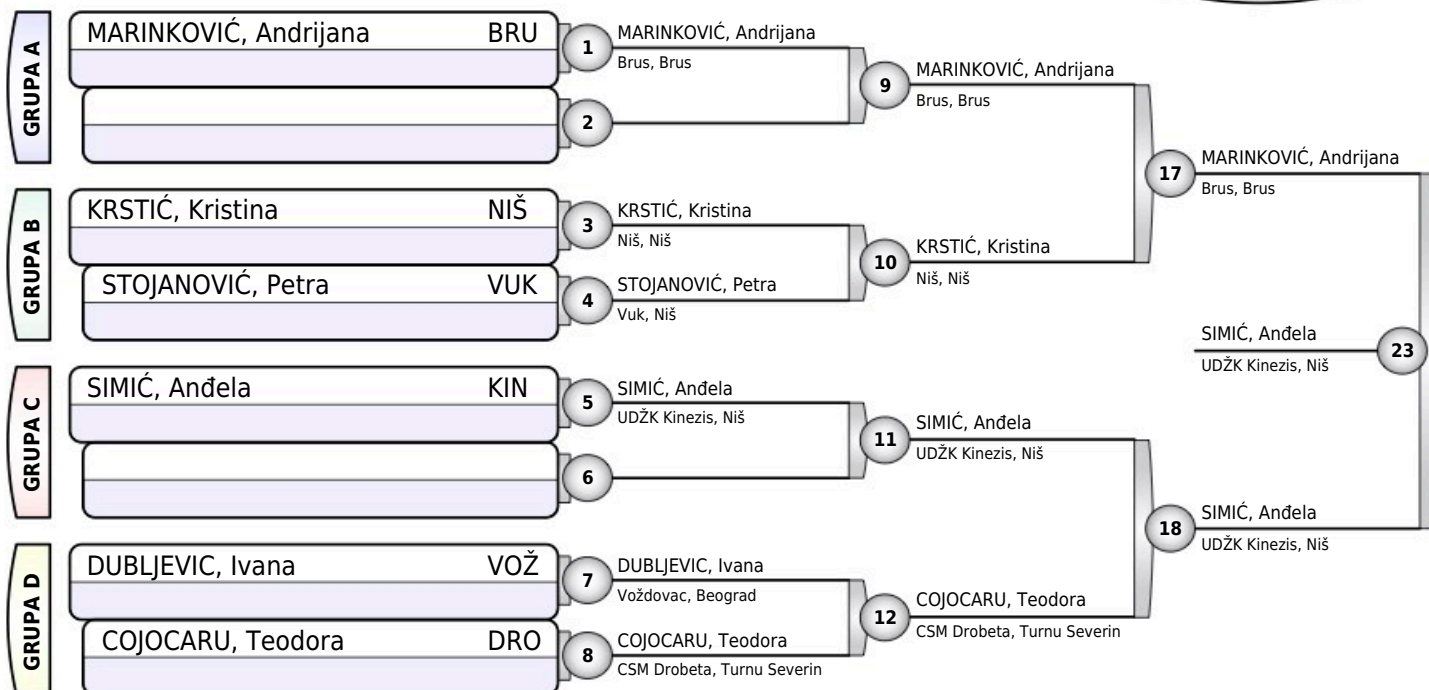 GRUPA A
MARINKOVIĆ, Andrijana BRU
1
MARINKOVIĆ, Andrijana
Brus, Brus
2
9
MARINKOVIĆ, Andrijana
Brus, Brus
17
MARINKOVIĆ, Andrijana
Brus, Brus
GRUPA B
KRSTIĆ, Kristina NIŠ
3
KRSTIĆ, Kristina
Niš, Niš
STOJANOVIĆ, Petra VUK
4
STOJANOVIĆ, Petra
Vuk, Niš
10
KRSTIĆ, Kristina
Niš, Niš
SIMIĆ, Anđela
UDŽK Kinezis, Niš
23
GRUPA C
SIMIĆ, Anđela KIN
5
SIMIĆ, Anđela
UDŽK Kinezis, Niš
6
11
SIMIĆ, Anđela
UDŽK Kinezis, Niš
18
SIMIĆ, Anđela
UDŽK Kinezis, Niš
GRUPA D
DUBLJEVIC, Ivana VOŽ
7
DUBLJEVIC, Ivana
Voždovac, Beograd
COJOCARU, Teodora DRO
8
COJOCARU, Teodora
CSM Drobeta, Turnu Severin
12
COJOCARU, Teodora
CSM Drobeta, Turnu Severin